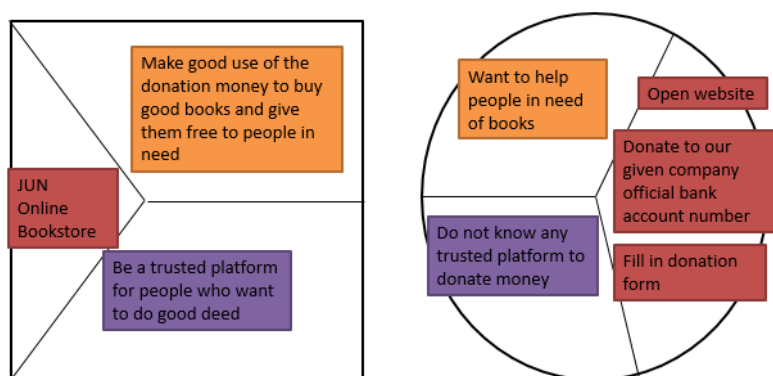 Make good use of the
donation money to buy
good books and give
them free to people in
need
JUN
Online
Bookstore
Be a trusted platform
for people who want
to do good deed
Want to help
people in need
of books
Open website
Donate to our
given company
official bank
account number
Do not know any
trusted platform to
donate money
Fill in donation
form